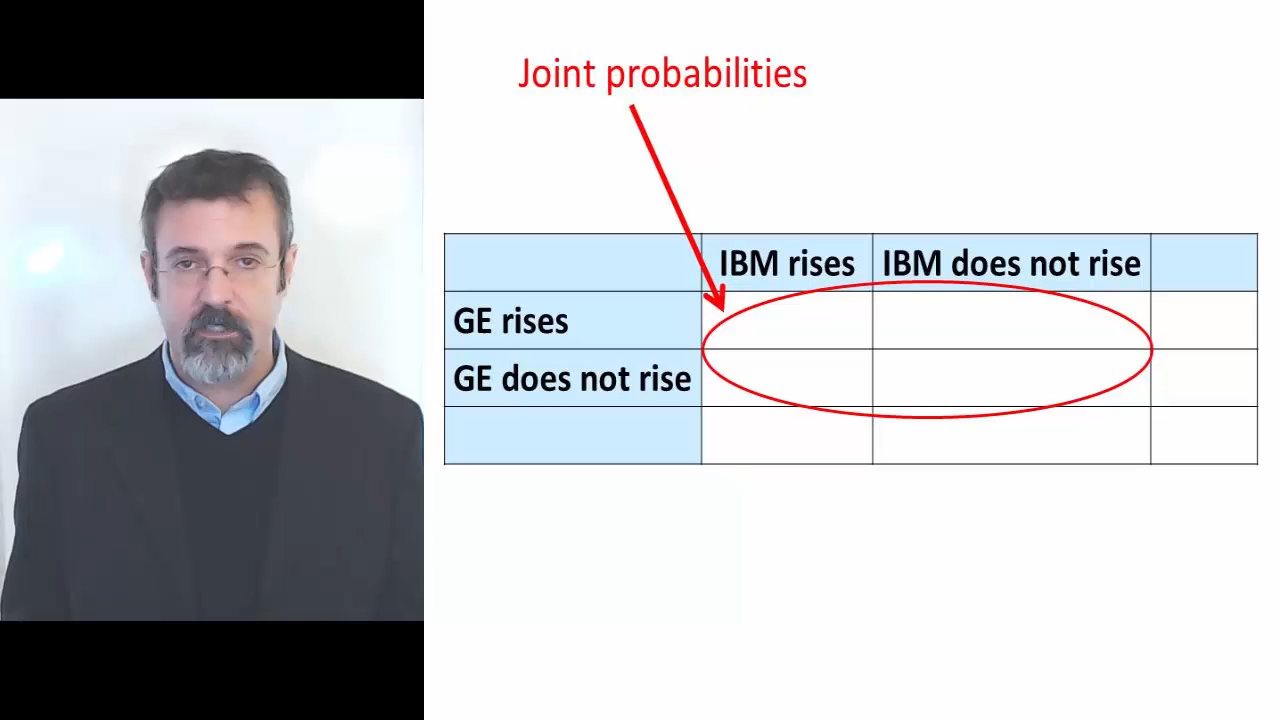 Joint probabilities
IBM rises IBM does not rise
GE rises
GE does not rise